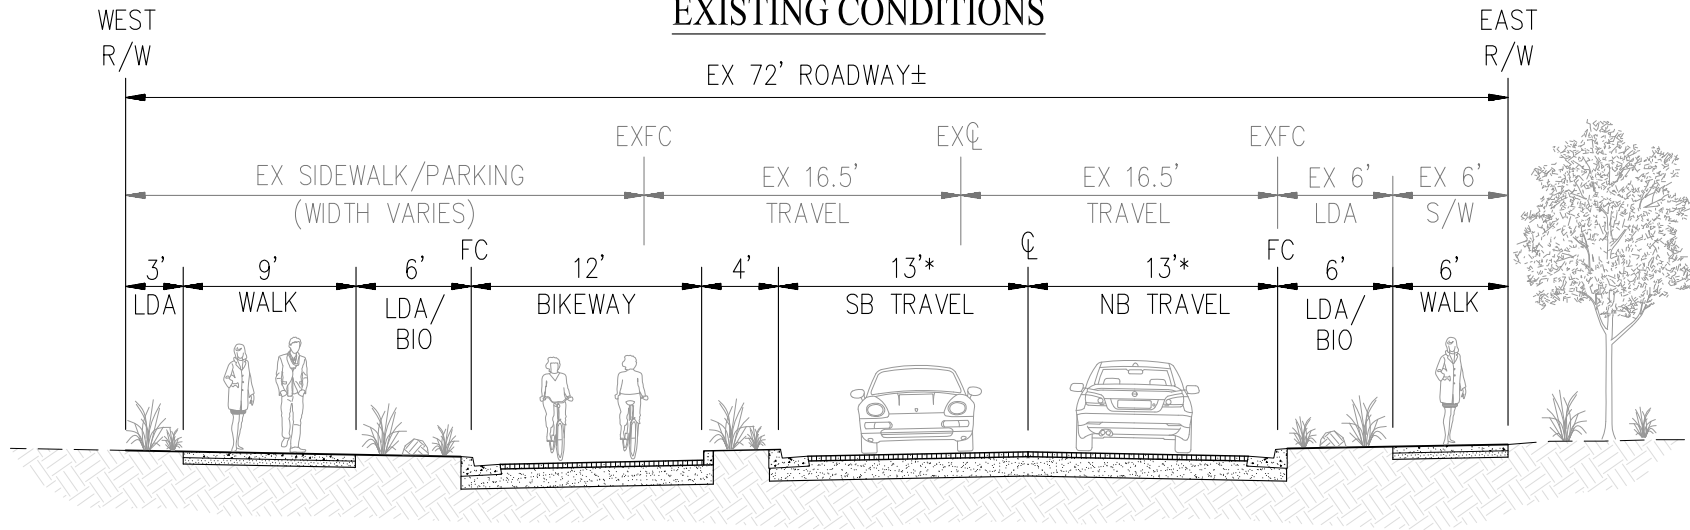 EXISTING CONDITIONS
WEST
R/W
EAST
R/W
EX 72' ROADWAY±
EXFC
EX℄
EXFC
EX SIDEWALK/PARKING
(WIDTH VARIES)
EX 16.5'
TRAVEL
EX 16.5'
TRAVEL
EX 6'
LDA
EX 6'
S/W
FC
℄
FC
3'
LDA
9'
WALK
6'
LDA/
BIO
12'
BIKEWAY
4'
13'*
SB TRAVEL
13'*
NB TRAVEL
6'
LDA/
BIO
6'
WALK